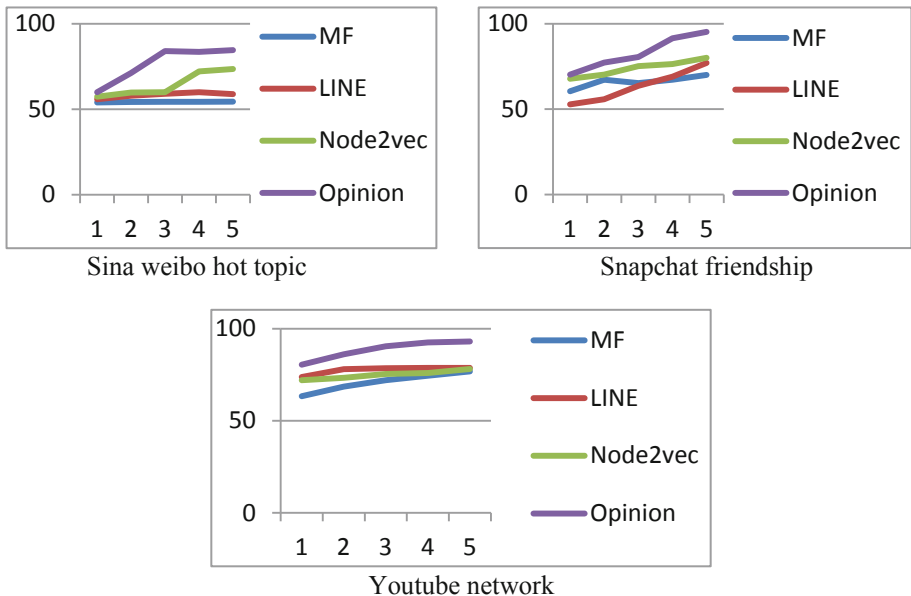 100
50
0
1 2 3 4 5
MF
LINE
Node2vec
Opinion
Sina weibo hot topic
100
50
0
1 2 3 4 5
MF
LINE
Node2vec
Opinion
Snapchat friendship
100
50
0
1 2 3 4 5
MF
LINE
Node2vec
Opinion
Youtube network